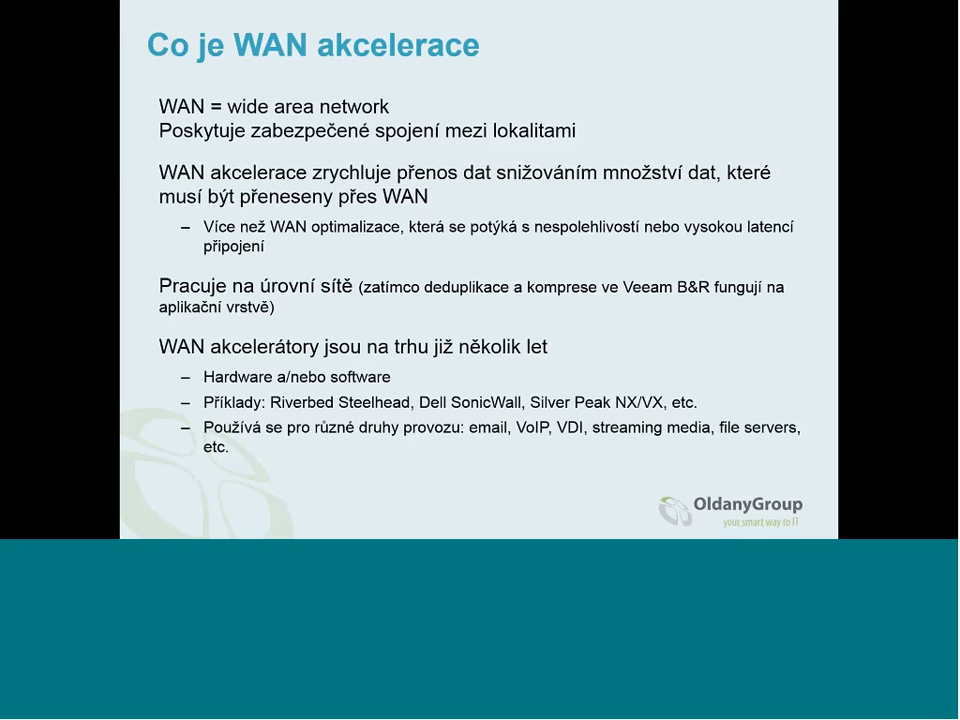 Co je WAN akcelerace
WAN = wide area network
Poskytuje zabezpečené spojení mezi lokalitami
WAN akcelerace zrychluje přenos dat snižováním množství dat, které
musí být přeneseny přes WAN
– Více než WAN optimalizace, která se potýká s nespolehlivostí nebo vysokou latencí
připojení
Pracuje na úrovní sítě (zatímco deduplikace a komprese ve Veeam B&R fungují na
aplikační vrstvě)
WAN akcelerátory jsou na trhu již několik let
– Hardware a/nebo software
– Příklady: Riverbed Steelhead, Dell SonicWall, Silver Peak NX/VX, etc.
– Používá se pro různé druhy provozu: email, VoIP, VDI, streaming media, file servers,
etc.
OldanyGroup
your smart way to IT